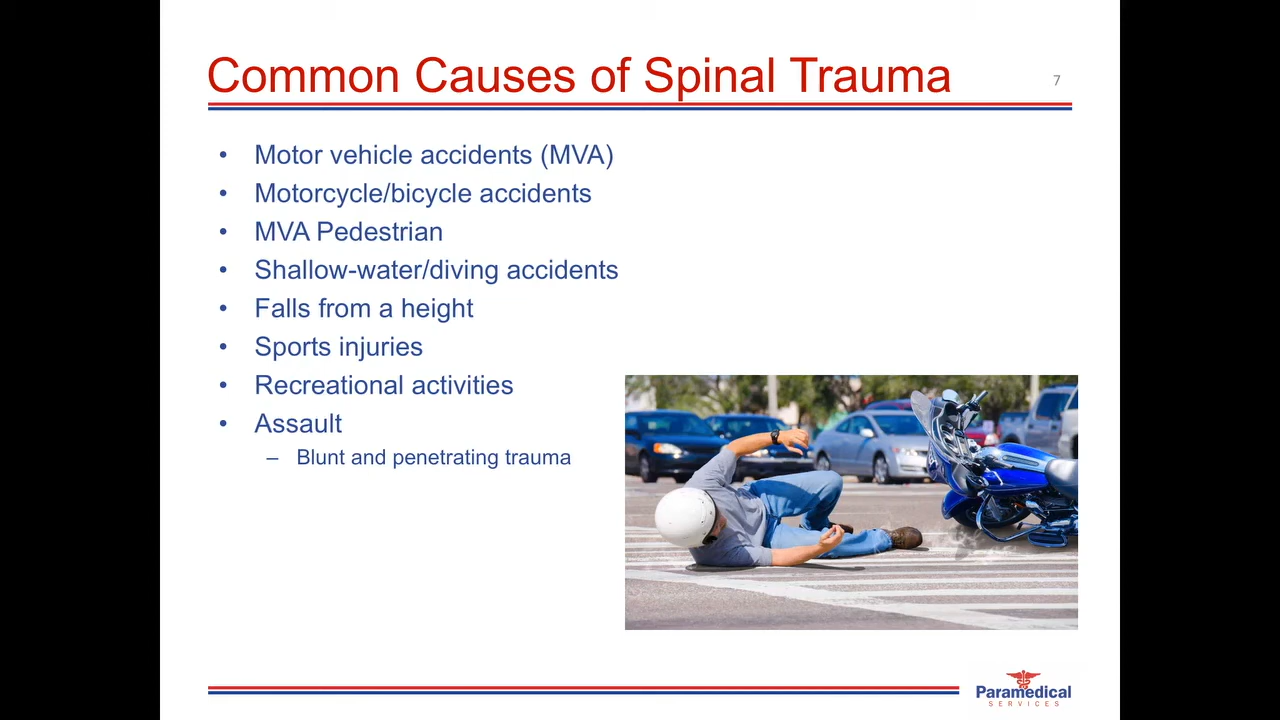 Common Causes of Spinal Trauma
7
• Motor vehicle accidents (MVA)
• Motorcycle/bicycle accidents
• MVA Pedestrian
• Shallow-water/diving accidents
• Falls from a height
• Sports injuries
• Recreational activities
• Assault
– Blunt and penetrating trauma
Paramedical
SERVICES